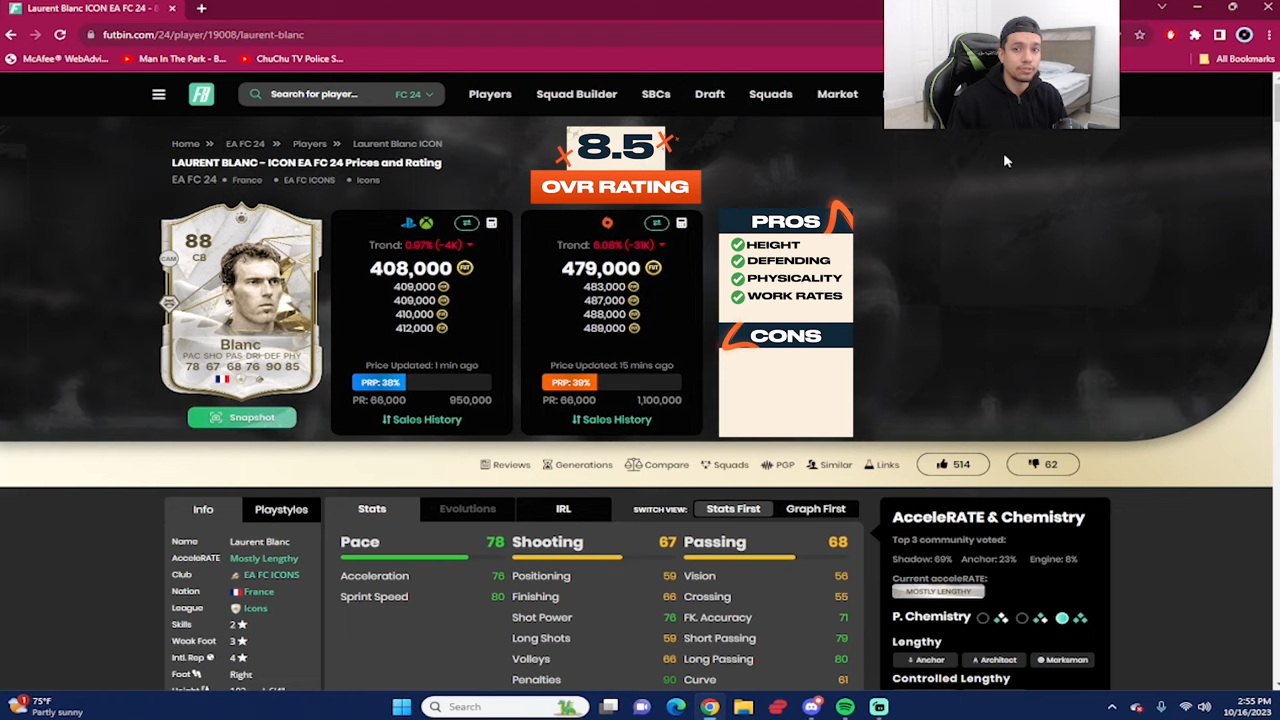 Laurent Blanc ICON EA FC 24 -
futbin.com/24/player/19008/laurent-blanc
McAfee® WebAdvi...
Man In The Park - B...
ChuChu TV Police S...
All Bookmarks
Search for player...
FC 24
Players
Squad Builder
SBCs
Draft
Squads
Market
Home » EA FC 24 » Players » Laurent Blanc ICON
LAURENT BLANC - ICON EA FC 24 Prices and Rating
EA FC 24 • France • EA FC ICONS • Icons
8.5
OVR RATING
88
CB
CAM
Blanc
PAC SHO PAS DRI DEF PHY
78 67 68 76 90 85
Snapshot
Trend: 0.97% (-4K)
408,000
409,000
409,000
410,000
412,000
Price Updated: 1 min ago
PRP: 38%
PR: 66,000
950,000
Sales History
Trend: 6.08% (-31K)
479,000
483,000
487,000
488,000
489,000
Price Updated: 15 mins ago
PRP: 39%
PR: 66,000
1,100,000
Sales History
PROS
HEIGHT
DEFENDING
PHYSICALITY
WORK RATES
CONS
Reviews
Generations
Compare
Squads
PGP
Similar
Links
514
62
Info
Playstyles
Name Laurent Blanc
AcceleRATE Mostly Lengthy
Club EA FC ICONS
Nation France
League Icons
Skills 2
Weak Foot 3
Intl. Rep 4
Foot Right
Stats
Evolutions
IRL
SWITCH VIEW:
Stats First
Graph First
Pace 78
Acceleration 76
Sprint Speed 80
Shooting 67
Positioning 59
Finishing 66
Shot Power 76
Long Shots 59
Volleys 66
Penalties 90
Passing 68
Vision 56
Crossing 55
FK. Accuracy 71
Short Passing 79
Long Passing 80
Curve 61
AcceleRATE & Chemistry
Top 3 community voted:
Shadow: 69% Anchor: 23% Engine: 8%
Current acceleRATE:
MOSTLY LENGTHY
P. Chemistry
Lengthy
Anchor
Architect
Marksman
Controlled Lengthy
75°F
Partly sunny
Search
2:55 PM
10/16/2023